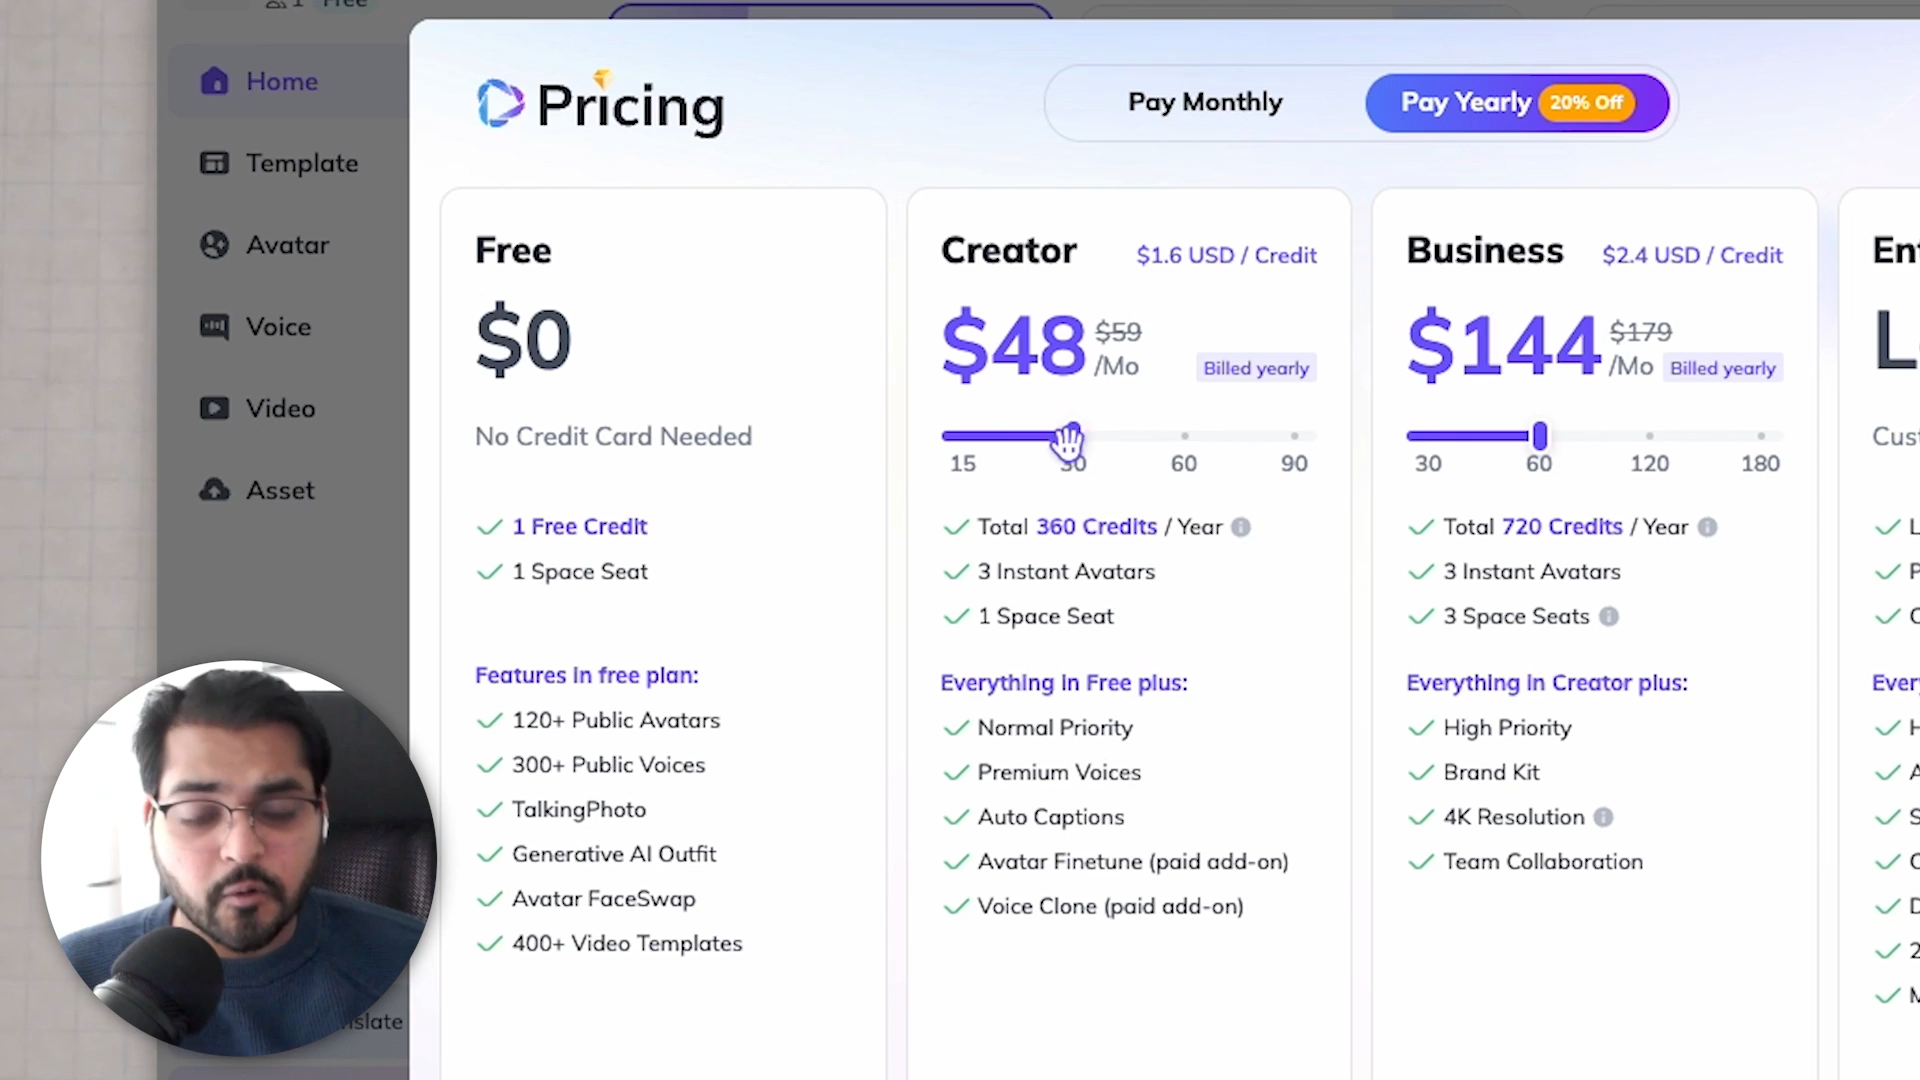 1 Free
Home
Template
Avatar
Voice
Video
Asset
Pricing
Pay Monthly
Pay Yearly 20% Off
Free
$0
No Credit Card Needed
1 Free Credit
1 Space Seat
Features in free plan:
120+ Public Avatars
300+ Public Voices
TalkingPhoto
Generative AI Outfit
Avatar FaceSwap
400+ Video Templates
Creator $1.6 USD / Credit
$48 $59 /Mo Billed yearly
15 30 60 90
Total 360 Credits / Year
3 Instant Avatars
1 Space Seat
Everything in Free plus:
Normal Priority
Premium Voices
Auto Captions
Avatar Finetune (paid add-on)
Voice Clone (paid add-on)
Business $2.4 USD / Credit
$144 $179 /Mo Billed yearly
30 60 120 180
Total 720 Credits / Year
3 Instant Avatars
3 Space Seats
Everything in Creator plus:
High Priority
Brand Kit
4K Resolution
Team Collaboration